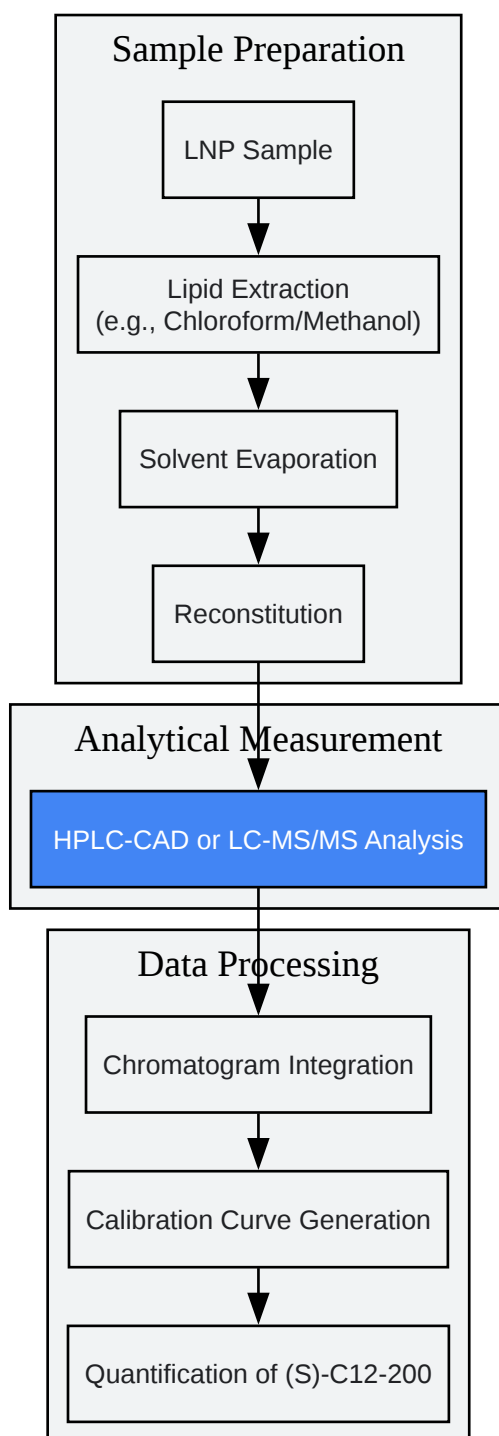 Sample Preparation
LNP Sample
Lipid Extraction
(e.g., Chloroform/Methanol)
Solvent Evaporation
Reconstitution
Analytical Measurement
HPLC-CAD or LC-MS/MS Analysis
Data Processing
Chromatogram Integration
Calibration Curve Generation
Quantification of (S)-C12-200